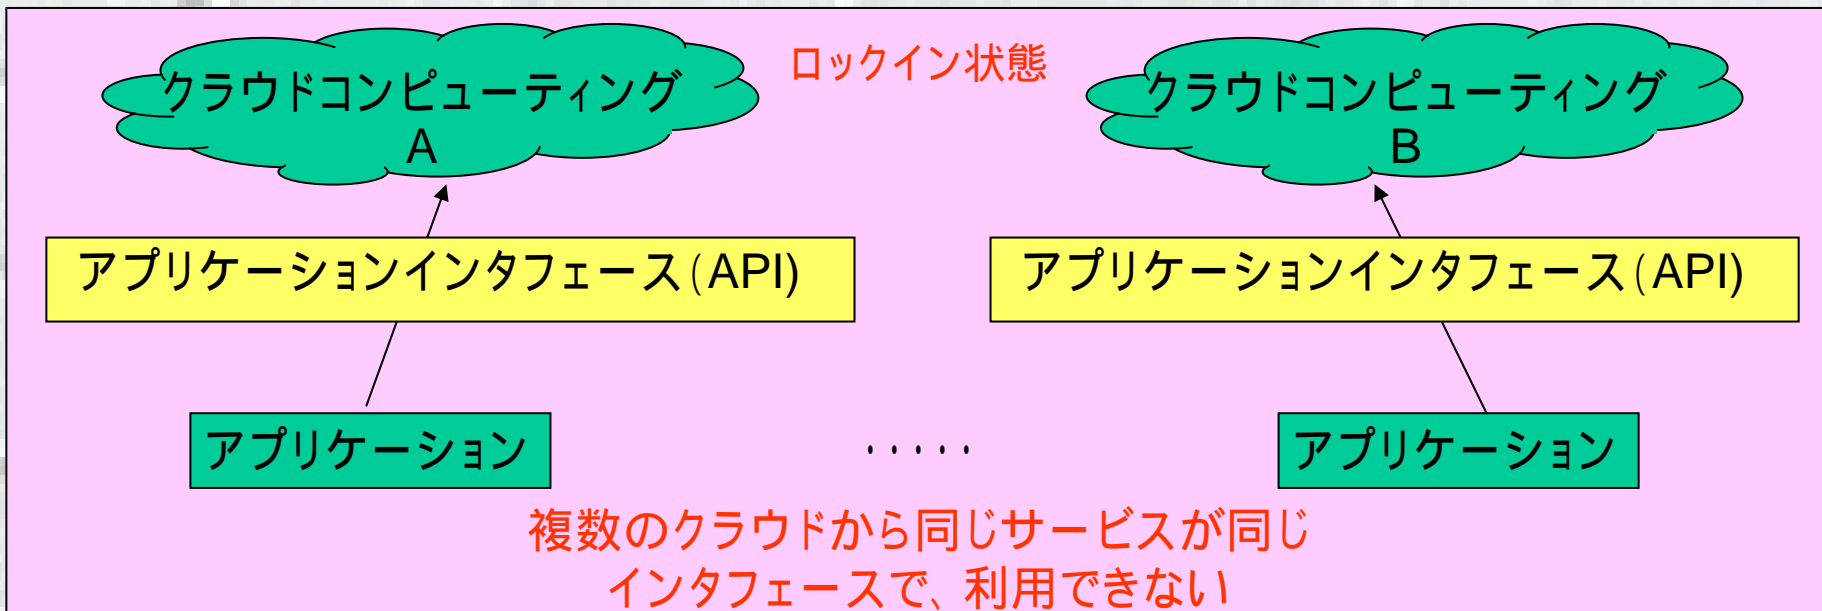 ロックイン状態
クラウドコンピューティング
A
クラウドコンピューティング
B
アプリケーションインタフェース(API)
アプリケーションインタフェース(API)
アプリケーション
・・・・・
アプリケーション
複数のクラウドから同じサービスが同じ
インタフェースで、利用できない